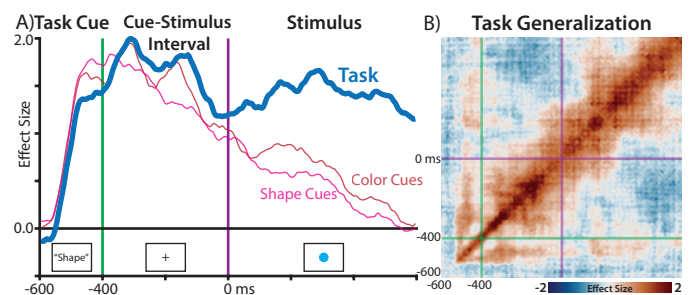 A) Task Cue Cue-Stimulus Stimulus
Interval
2.0
Effect Size
0.0
Task
Color Cues
Shape Cues
"Shape"
+
-600 -400 -200 0 ms
B) Task Generalization
0 ms
-400
-600
-600 -400
-2 Effect Size 2